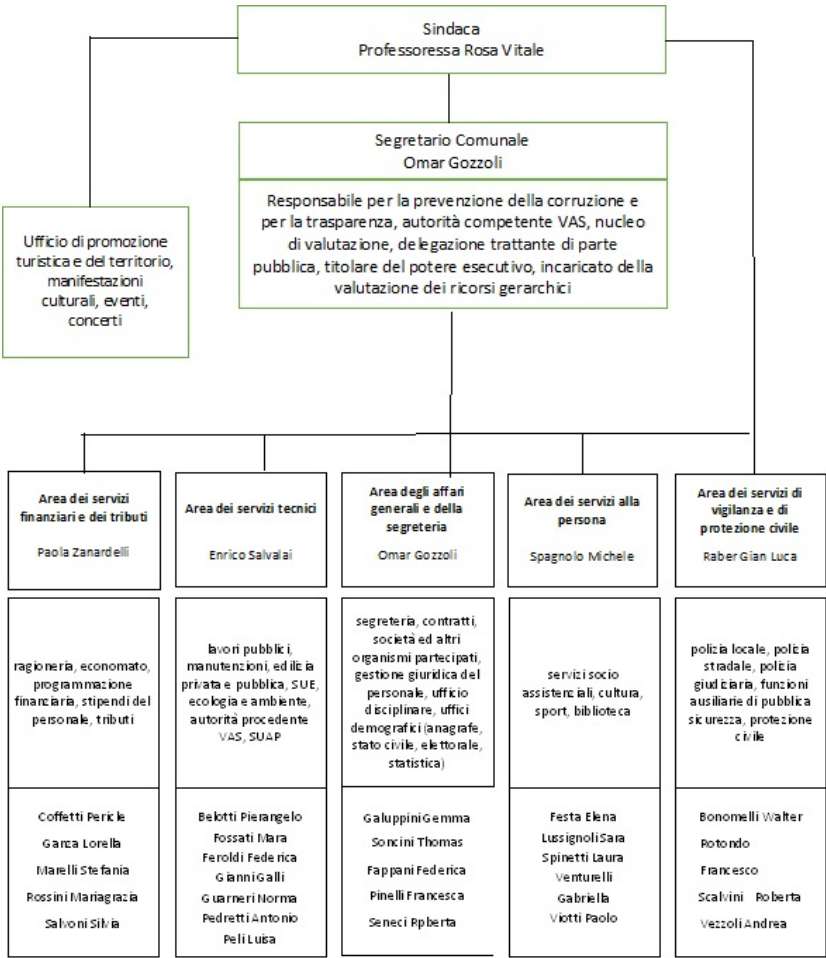 Sindaca
Professoressa Rosa Vitale
Segretario Comunale
Omar Gozzoli
Responsabile per la prevenzione della corruzione e
per la trasparenza, autorità competente VAS, nucleo
di valutazione, delegazione trattante di parte
pubblica, titolare del potere esecutivo, incaricato della
valutazione dei ricorsi gerarchici
Ufficio di promozione
turistica e del territorio,
manifestazioni
culturali, eventi,
concerti
Area dei servizi
finanziari e dei tributi
Paola Zanardelli
ragioneria, economato,
programmazione
finanziaria, stipendi del
personale, tributi
Coffetti Pericle
Garza Lorella
Marelli Stefania
Rossini Mariagrazia
Salvoni Silvia
Area dei servizi tecnici
Enrico Salvalai
lavori pubblici,
manutenzioni, edilizia
privata e pubblica, SUE,
ecologia e ambiente,
autorità procedente
VAS, SUAP
Belotti Pierangelo
Fossati Mara
Feroldi Federica
Gianni Galli
Guarneri Norma
Pedretti Antonio
Peli Luisa
Area degli affari
generali e della
segreteria
Omar Gozzoli
segreteria, contratti,
società ed altri
organismi partecipati,
gestione giuridica del
personale, ufficio
disciplinare, uffici
demografici (anagrafe,
stato civile, elettorale,
statistica)
Galuppini Gemma
Soncini Thomas
Fappani Federica
Pinelli Francesca
Seneci Rpberta
Area dei servizi alla
persona
Spagnolo Michele
servizi socio
assistenziali, cultura,
sport, biblioteca
Festa Elena
Lussignoli Sara
Spinetti Laura
Venturelli
Gabriella
Viotti Paolo
Area dei servizi di
vigilanza e di
protezione civile
Raber Gian Luca
polizia locale, polizia
stradale, polizia
giudiziaria, funzioni
ausiliarie di pubblica
sicurezza, protezione
civile
Bonomelli Walter
Rotondo
Francesco
Scalvini Roberta
Vezzoli Andrea